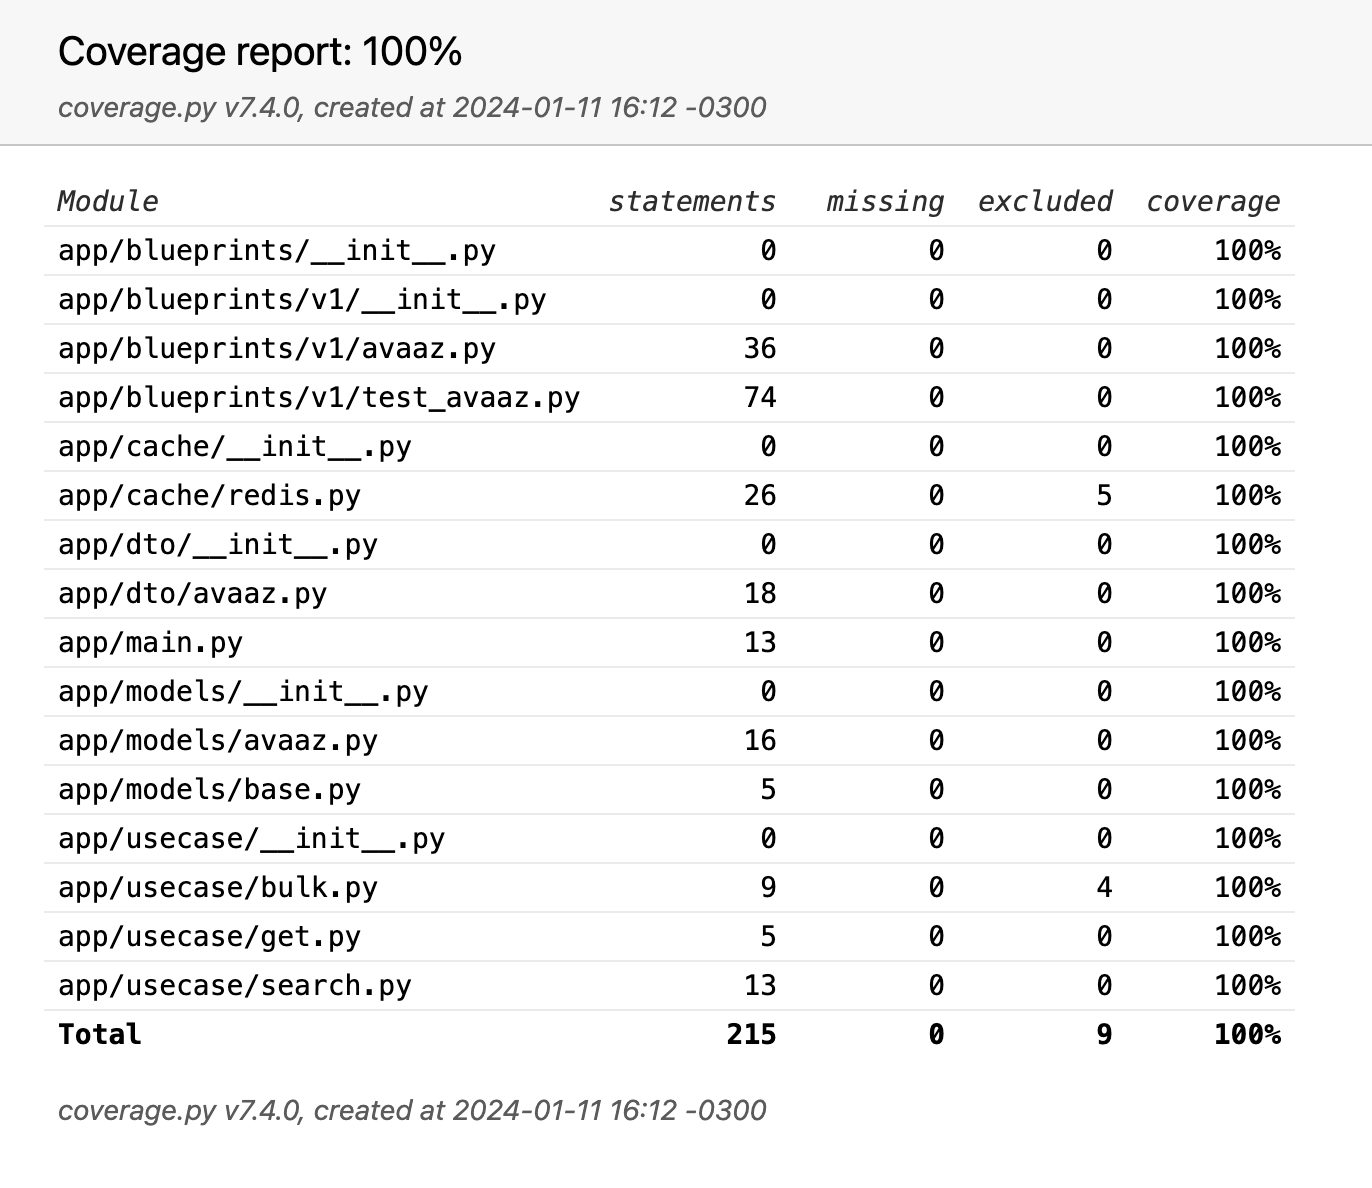 Coverage report: 100%
coverage.py v7.4.0, created at 2024-01-11 16:12 -0300
Module statements missing excluded coverage
app/blueprints/__init__.py 0 0 0 100%
app/blueprints/v1/__init__.py 0 0 0 100%
app/blueprints/v1/avaaz.py 36 0 0 100%
app/blueprints/v1/test_avaaz.py 74 0 0 100%
app/cache/__init__.py 0 0 0 100%
app/cache/redis.py 26 0 5 100%
app/dto/__init__.py 0 0 0 100%
app/dto/avaaz.py 18 0 0 100%
app/main.py 13 0 0 100%
app/models/__init__.py 0 0 0 100%
app/models/avaaz.py 16 0 0 100%
app/models/base.py 5 0 0 100%
app/usecase/__init__.py 0 0 0 100%
app/usecase/bulk.py 9 0 4 100%
app/usecase/get.py 5 0 0 100%
app/usecase/search.py 13 0 0 100%
Total 215 0 9 100%
coverage.py v7.4.0, created at 2024-01-11 16:12 -0300